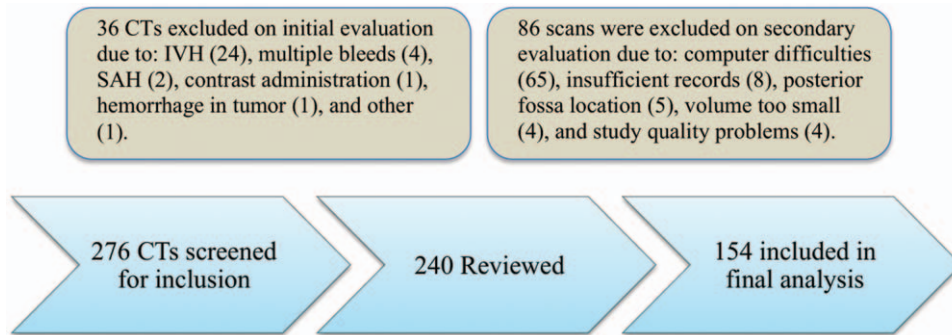 36 CTs excluded on initial evaluation
due to: IVH (24), multiple bleeds (4),
SAH (2), contrast administration (1),
hemorrhage in tumor (1), and other
(1).
86 scans were excluded on secondary
evaluation due to: computer difficulties
(65), insufficient records (8), posterior
fossa location (5), volume too small
(4), and study quality problems (4).
276 CTs screened
for inclusion
240 Reviewed
154 included in
final analysis